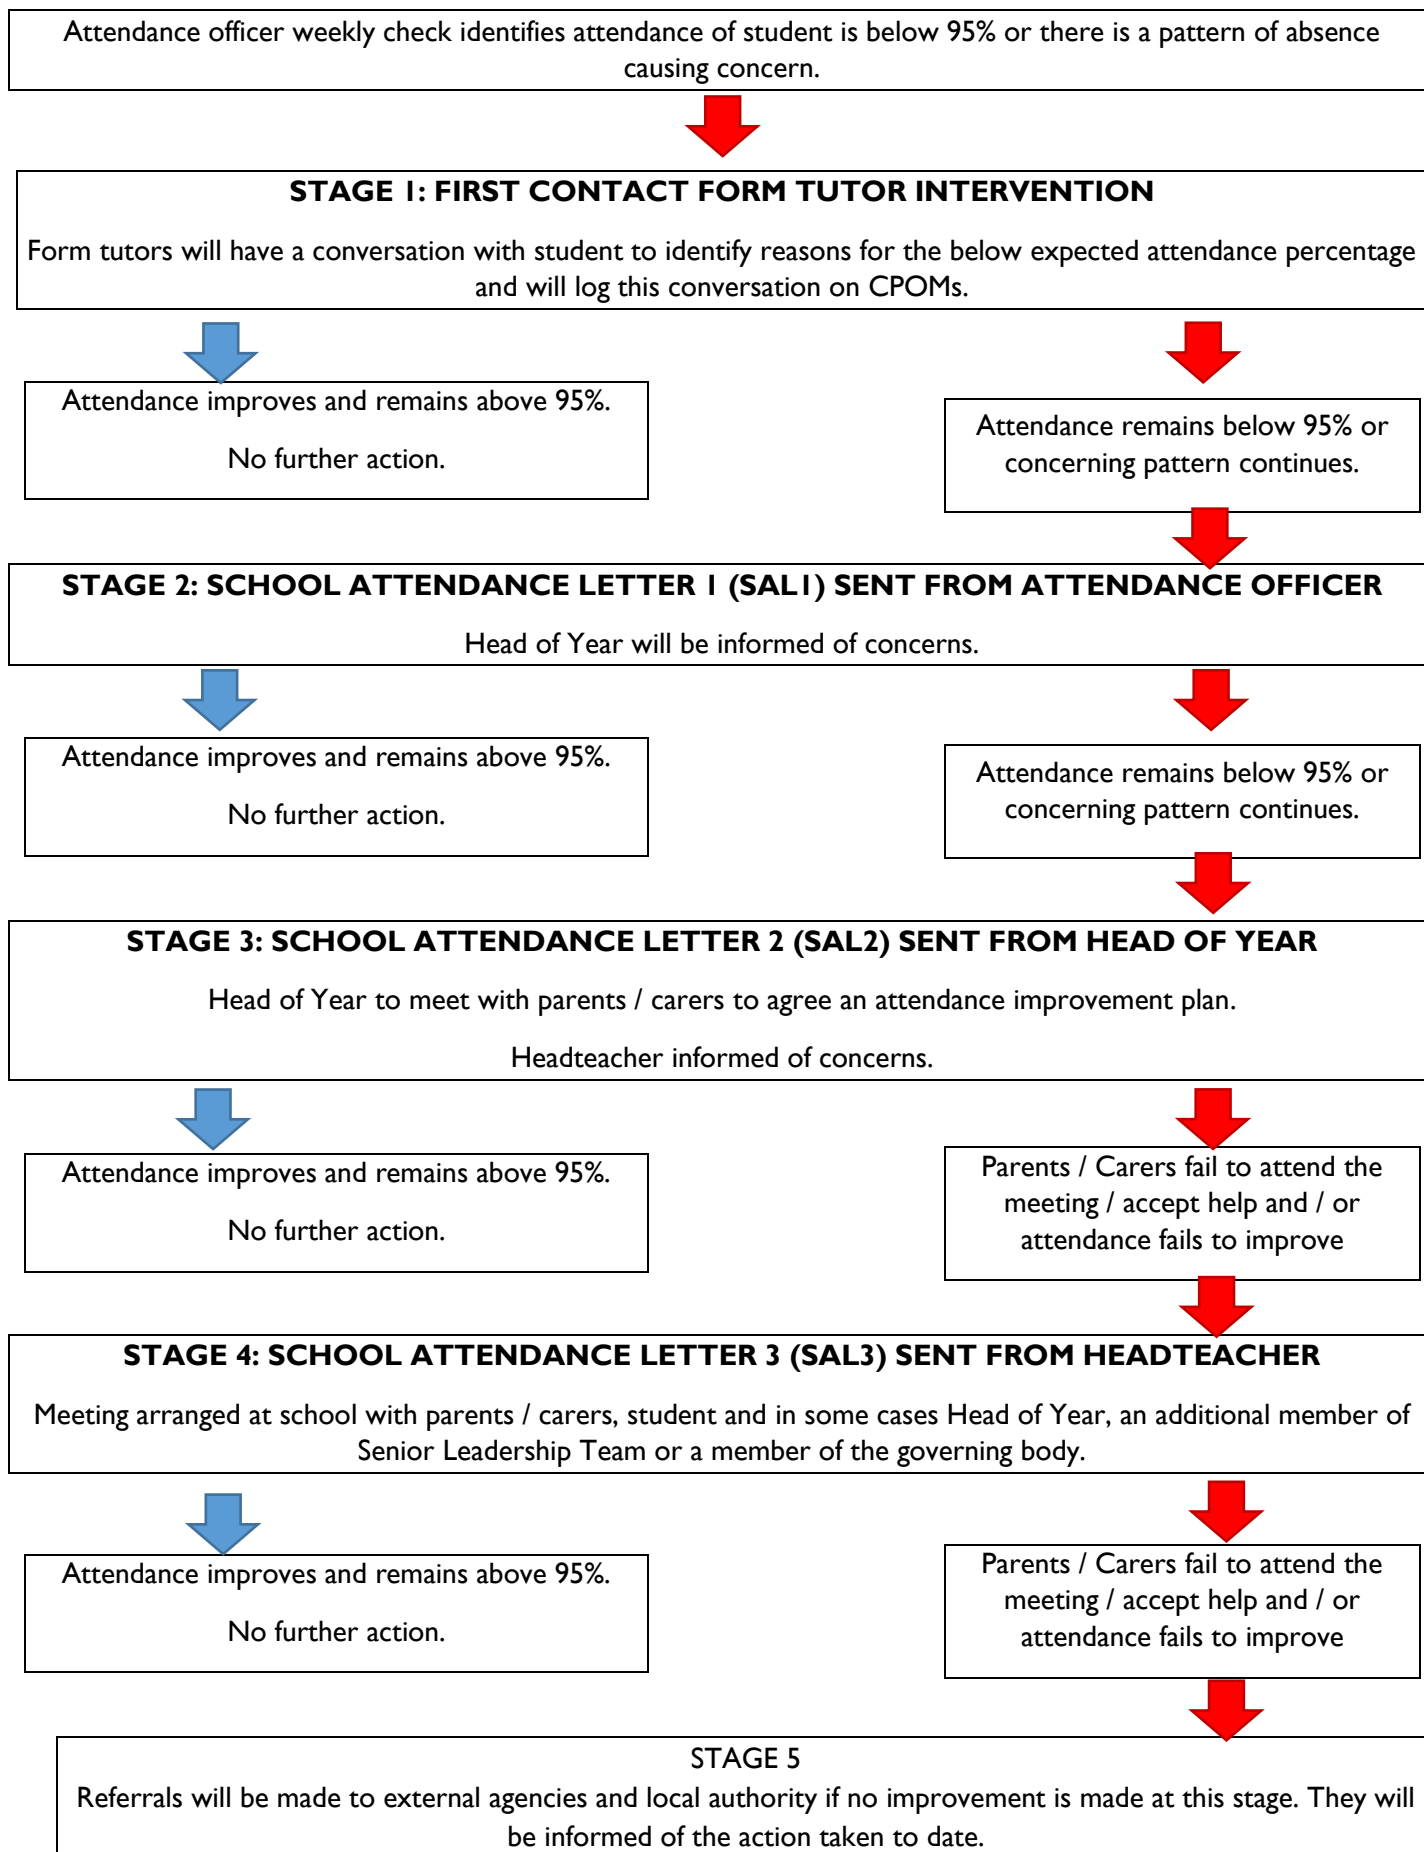 Attendance officer weekly check identifies attendance of student is below 95% or there is a pattern of absence
causing concern.
STAGE 1: FIRST CONTACT FORM TUTOR INTERVENTION
Form tutors will have a conversation with student to identify reasons for the below expected attendance percentage
and will log this conversation on CPOMs.
Attendance improves and remains above 95%.
No further action.
Attendance remains below 95% or
concerning pattern continues.
STAGE 2: SCHOOL ATTENDANCE LETTER 1 (SAL1) SENT FROM ATTENDANCE OFFICER
Head of Year will be informed of concerns.
Attendance improves and remains above 95%.
No further action.
Attendance remains below 95% or
concerning pattern continues.
STAGE 3: SCHOOL ATTENDANCE LETTER 2 (SAL2) SENT FROM HEAD OF YEAR
Head of Year to meet with parents / carers to agree an attendance improvement plan.
Headteacher informed of concerns.
Attendance improves and remains above 95%.
No further action.
Parents / Carers fail to attend the
meeting / accept help and / or
attendance fails to improve
STAGE 4: SCHOOL ATTENDANCE LETTER 3 (SAL3) SENT FROM HEADTEACHER
Meeting arranged at school with parents / carers, student and in some cases Head of Year, an additional member of
Senior Leadership Team or a member of the governing body.
Attendance improves and remains above 95%.
No further action.
Parents / Carers fail to attend the
meeting / accept help and / or
attendance fails to improve
STAGE 5
Referrals will be made to external agencies and local authority if no improvement is made at this stage. They will
be informed of the action taken to date.